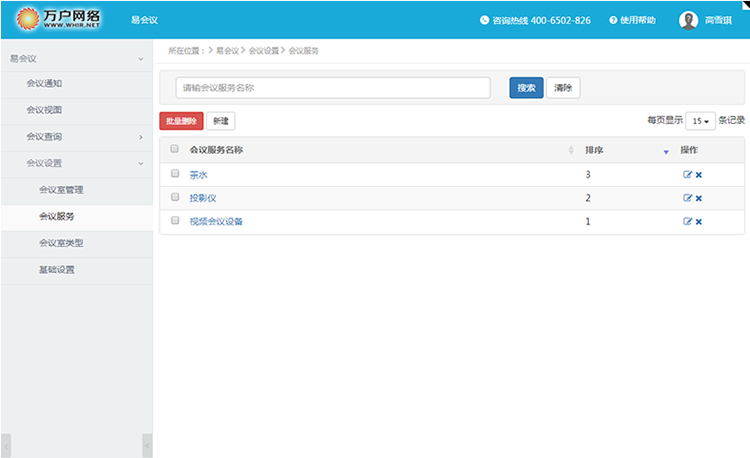 万户网络
WWW.WHIR.NET
易会议
咨询热线 400-6502-826
使用帮助
高雪琪
易会议
会议通知
会议视图
会议查询
会议设置
会议室管理
会议服务
会议室类型
基础设置
所在位置： > 易会议 > 会议设置 > 会议服务
请输会议服务名称
搜索
清除
批量删除
新建
每页显示 15 条记录
会议服务名称 排序 操作
茶水 3
投影仪 2
视频会议设备 1